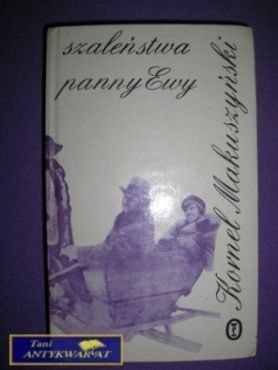 szaleństwa
panny Ewy
Kornel Makuszyński
Tani
ANTYKWARIAT